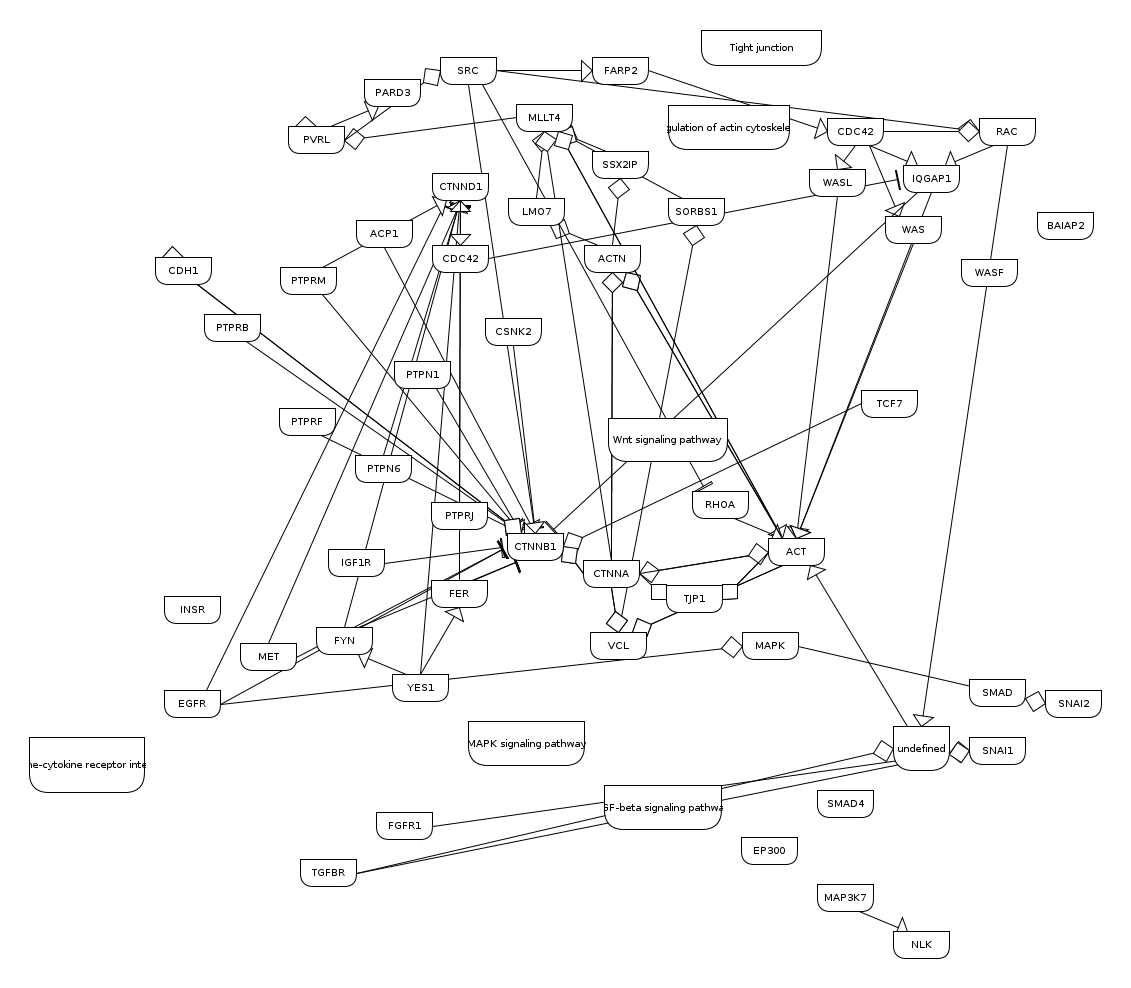 Tight junction
SRC
FARP2
PARD3
MLLT4
gulation of actin cytoskele
PVRL
CDC42
RAC
SSX2IP
CTNND1
WASL
IQGAP1
LMO7
SORBS1
ACP1
WAS
BAIAP2
CDH1
CDC42
ACTN
PTPRM
WASF
PTPRB
CSNK2
PTPN1
TCF7
PTPRF
Wnt signaling pathway
PTPN6
RHOA
PTPRJ
CTNNB1
ACT
IGF1R
CTNNA
FER
TJP1
INSR
FYN
VCL
MAPK
MET
YES1
SMAD
EGFR
SNAI2
MAPK signaling pathway
undefined
SNAI1
ne-cytokine receptor inte
GF-beta signaling pathwa
SMAD4
FGFR1
EP300
TGFBR
MAP3K7
NLK